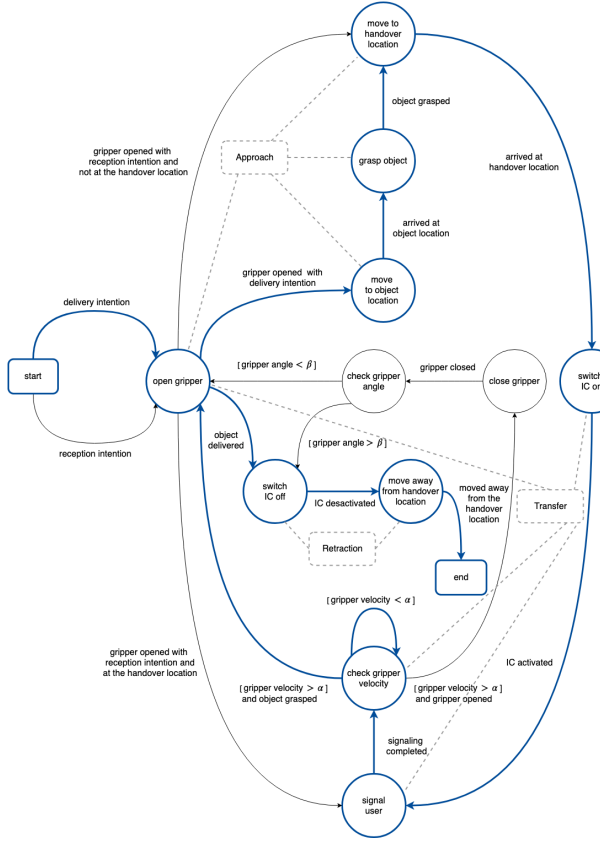 move to
handover
location
object grasped
gripper opened with
reception intention and
not at the handover location
Approach
grasp object
arrived at
handover location
arrived at
object location
gripper opened with
delivery intention
move
to object
location
delivery intention
start
open gripper
[ gripper angle < β ]
check gripper
angle
gripper closed
close gripper
switch
IC on
reception intention
object
delivered
[ gripper angle > β ]
switch
IC off
IC desactivated
move away
from handover
location
moved away
from the
handover
location
Transfer
Retraction
end
[ gripper velocity < α ]
gripper opened with
reception intention and
at the handover location
check gripper
velocity
IC activated
[ gripper velocity > α ]
and object grasped
[ gripper velocity > α ]
and gripper opened
signaling
completed
signal
user